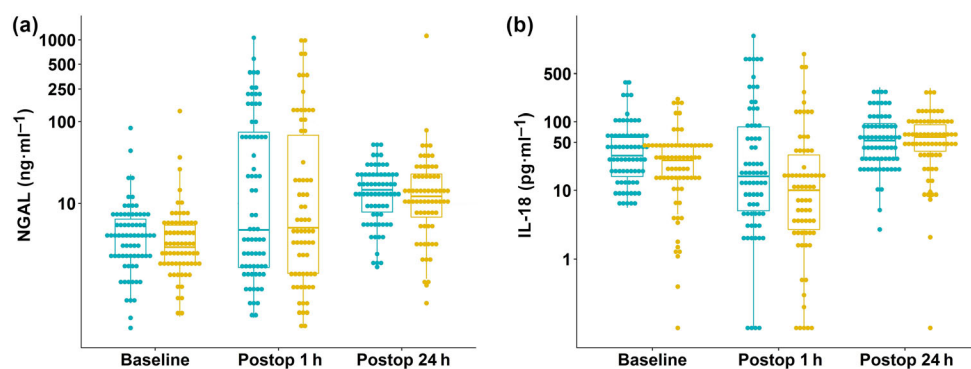 (a)
NGAL (ng·ml⁻¹)
1000
500
250
100
10
Baseline
Postop 1 h
Postop 24 h
(b)
IL-18 (pg·ml⁻¹)
500
100
50
10
1
Baseline
Postop 1 h
Postop 24 h